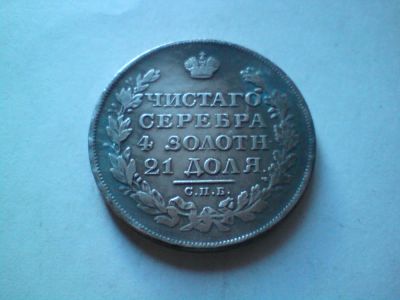 ЧИСТАГО
СЕРЕБРА
4 ЗОЛОТН
21 ДОЛЯ
С.П.Б.